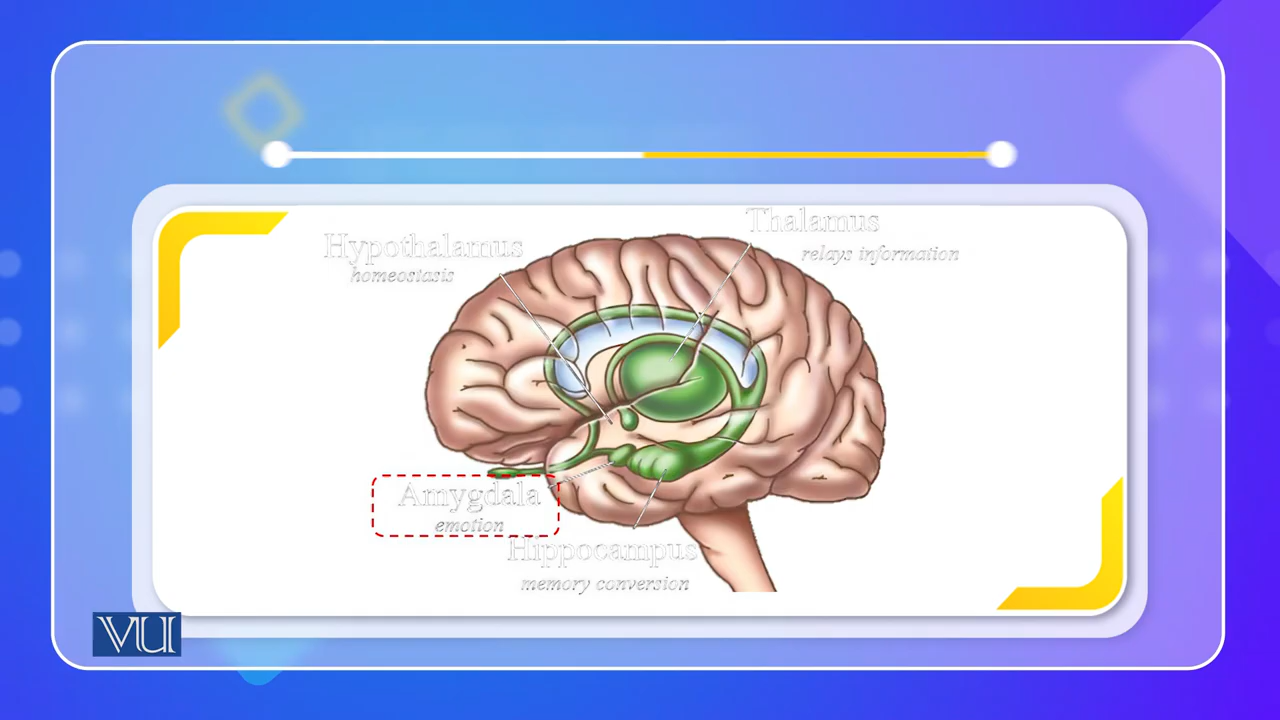 Thalamus
relays information
Hypothalamus
homeostasis
Amygdala
emotion
Hippocampus
memory conversion
VU